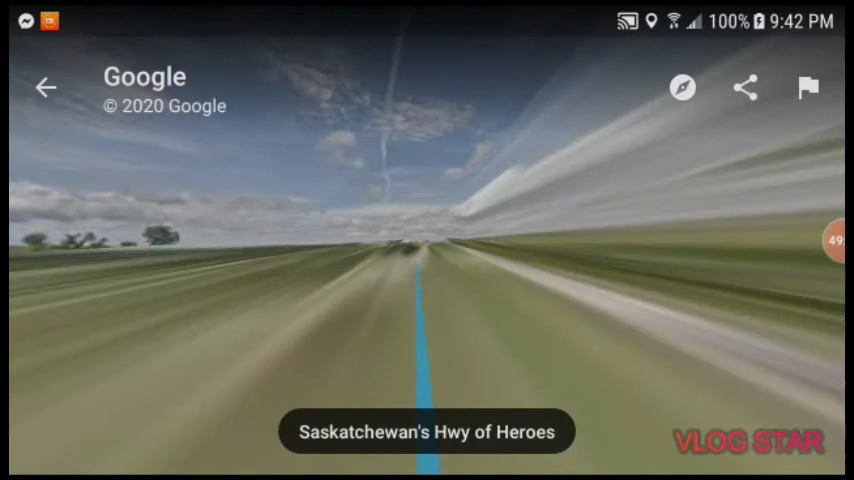 100% 9:42 PM
Google
© 2020 Google
49
Saskatchewan's Hwy of Heroes
VLOG STAR